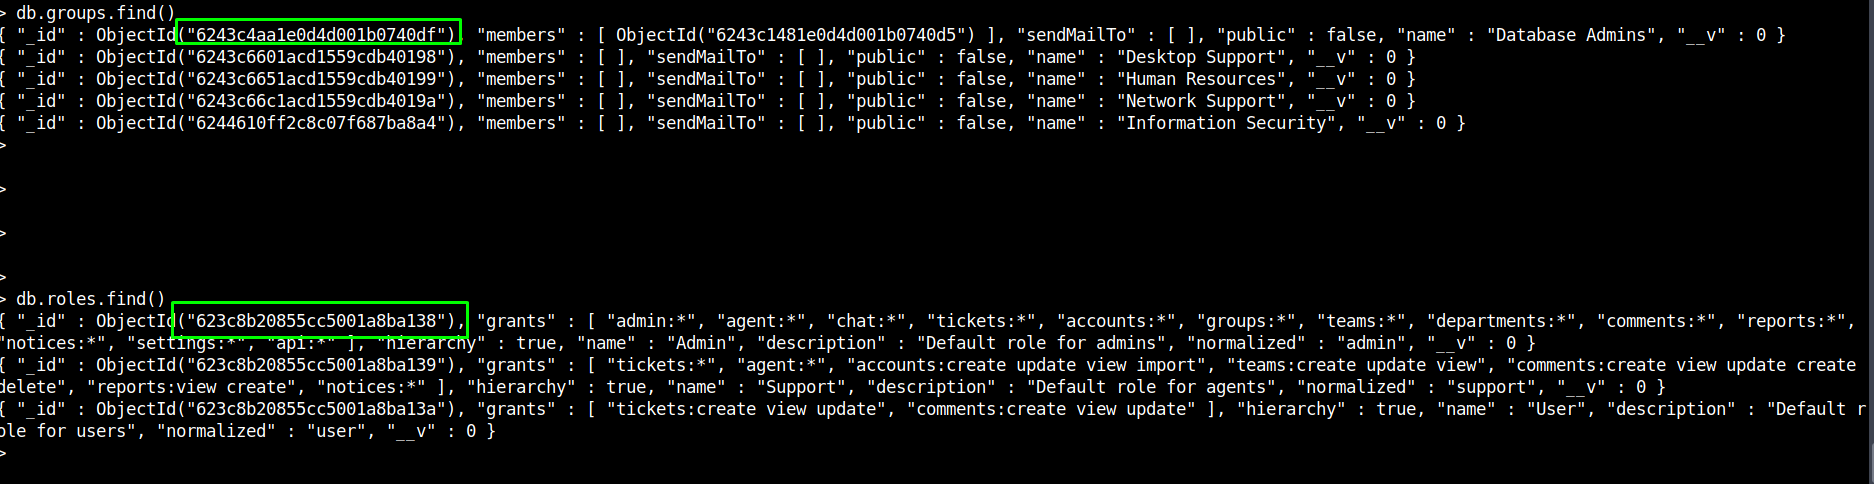 > db.groups.find()
{ "_id" : ObjectId("6243c4aa1e0d4d001b0740df"), "members" : [ ObjectId("6243c1481e0d4d001b0740d5") ], "sendMailTo" : [ ], "public" : false, "name" : "Database Admins", "__v" : 0 }
{ "_id" : ObjectId("6243c6601acd1559cdb40198"), "members" : [ ], "sendMailTo" : [ ], "public" : false, "name" : "Desktop Support", "__v" : 0 }
{ "_id" : ObjectId("6243c6651acd1559cdb40199"), "members" : [ ], "sendMailTo" : [ ], "public" : false, "name" : "Human Resources", "__v" : 0 }
{ "_id" : ObjectId("6243c66c1acd1559cdb4019a"), "members" : [ ], "sendMailTo" : [ ], "public" : false, "name" : "Network Support", "__v" : 0 }
{ "_id" : ObjectId("6244610ff2c8c07f687ba8a4"), "members" : [ ], "sendMailTo" : [ ], "public" : false, "name" : "Information Security", "__v" : 0 }
>
>
>
>
> db.roles.find()
{ "_id" : ObjectId("623c8b20855cc5001a8ba138"), "grants" : [ "admin:*", "agent:*", "chat:*", "tickets:*", "accounts:*", "groups:*", "teams:*", "departments:*", "comments:*", "reports:*",
"notices:*", "settings:*", "api:*" ], "hierarchy" : true, "name" : "Admin", "description" : "Default role for admins", "normalized" : "admin", "__v" : 0 }
{ "_id" : ObjectId("623c8b20855cc5001a8ba139"), "grants" : [ "tickets:*", "agent:*", "accounts:create update view import", "teams:create update view", "comments:create view update create
delete", "reports:view create", "notices:*" ], "hierarchy" : true, "name" : "Support", "description" : "Default role for agents", "normalized" : "support", "__v" : 0 }
{ "_id" : ObjectId("623c8b20855cc5001a8ba13a"), "grants" : [ "tickets:create view update", "comments:create view update" ], "hierarchy" : true, "name" : "User", "description" : "Default r
ole for users", "normalized" : "user", "__v" : 0 }
>